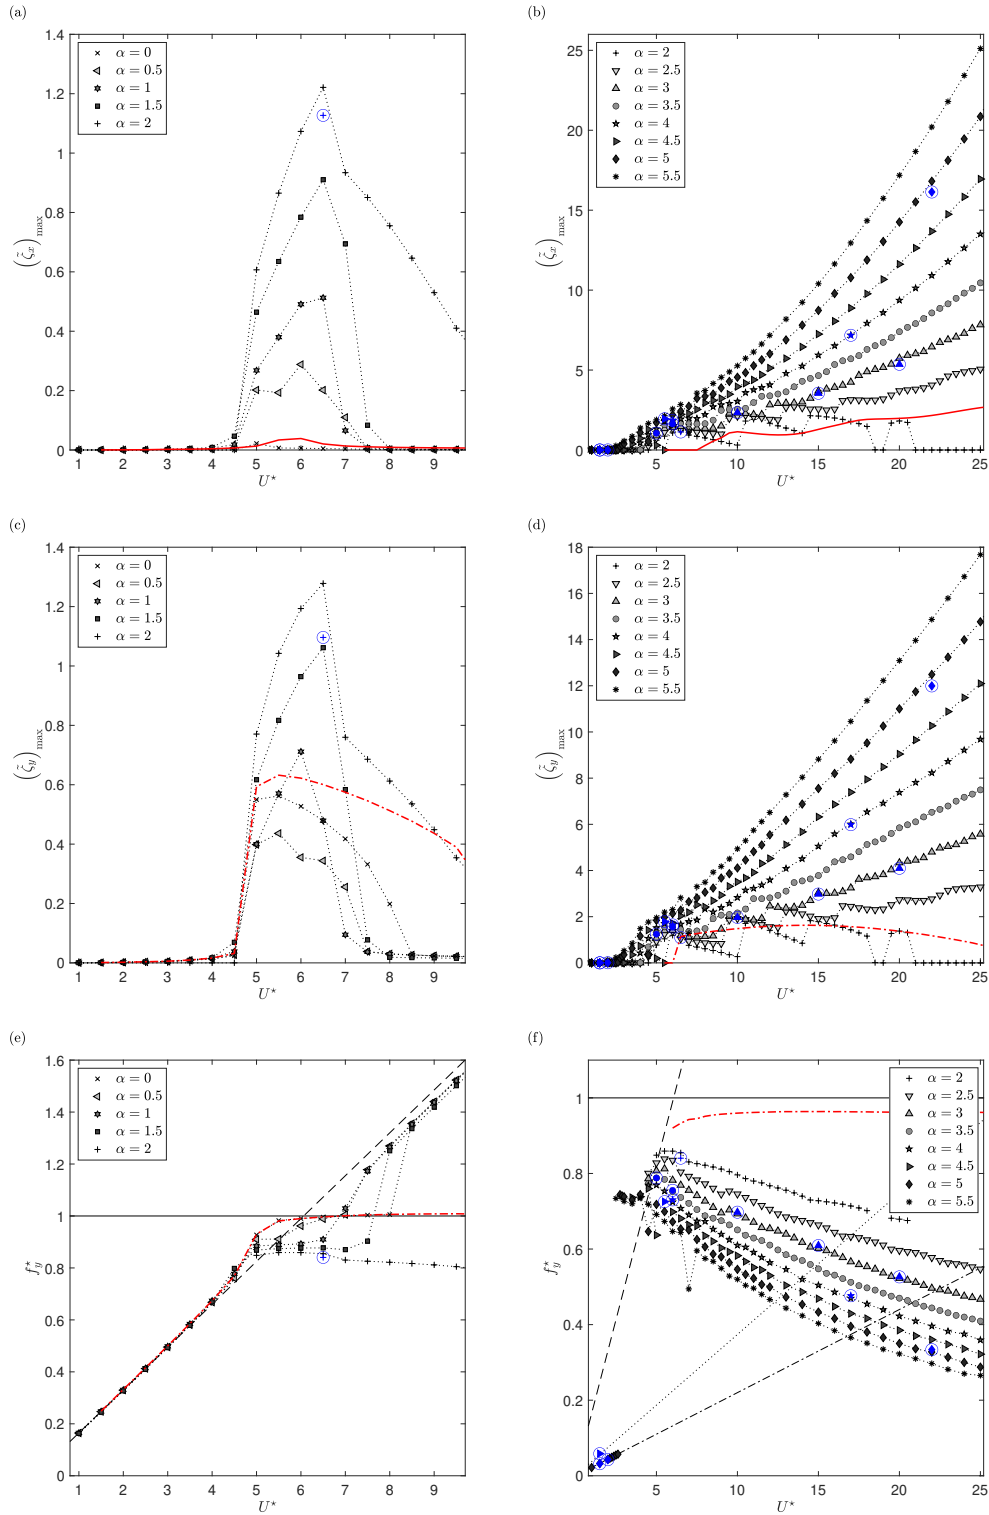 (a)
1.4
1.2
1
0.8
0.6
0.4
0.2
0
1 2 3 4 5 6 7 8 9
α = 0
α = 0.5
α = 1
α = 1.5
α = 2
(ζ̃x)max
U⋆
(b)
25
20
15
10
5
0
5 10 15 20 25
α = 2
α = 2.5
α = 3
α = 3.5
α = 4
α = 4.5
α = 5
α = 5.5
(ζ̃x)max
U⋆
(c)
1.4
1.2
1
0.8
0.6
0.4
0.2
0
1 2 3 4 5 6 7 8 9
α = 0
α = 0.5
α = 1
α = 1.5
α = 2
(ζ̃y)max
U⋆
(d)
18
16
14
12
10
8
6
4
2
0
5 10 15 20 25
α = 2
α = 2.5
α = 3
α = 3.5
α = 4
α = 4.5
α = 5
α = 5.5
(ζ̃y)max
U⋆
(e)
1.6
1.4
1.2
1
0.8
0.6
0.4
0.2
0
1 2 3 4 5 6 7 8 9
α = 0
α = 0.5
α = 1
α = 1.5
α = 2
f⋆y
U⋆
(f)
1
0.8
0.6
0.4
0.2
0
5 10 15 20 25
α = 2
α = 2.5
α = 3
α = 3.5
α = 4
α = 4.5
α = 5
α = 5.5
f⋆y
U⋆